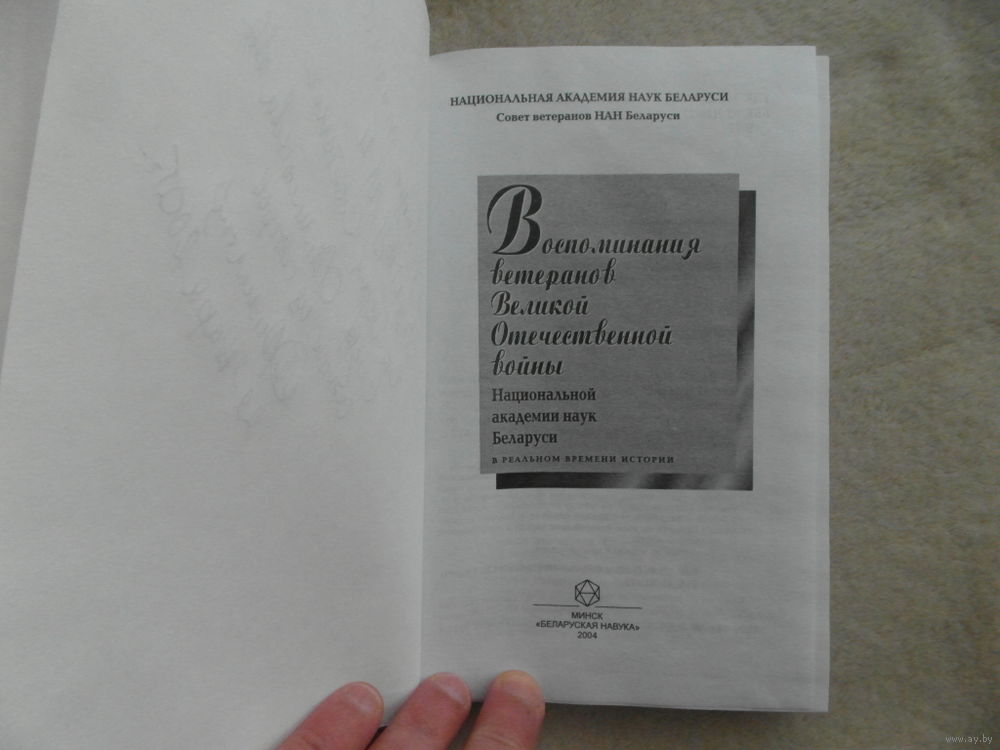 НАЦИОНАЛЬНАЯ АКАДЕМИЯ НАУК БЕЛАРУСИ
Совет ветеранов НАН Беларуси
Воспоминания
ветеранов
Великой
Отечественной
войны
Национальной
академии наук
Беларуси
В РЕАЛЬНОМ ВРЕМЕНИ ИСТОРИИ
МИНСК
«БЕЛАРУСКАЯ НАВУКА»
2004
www.ay.by